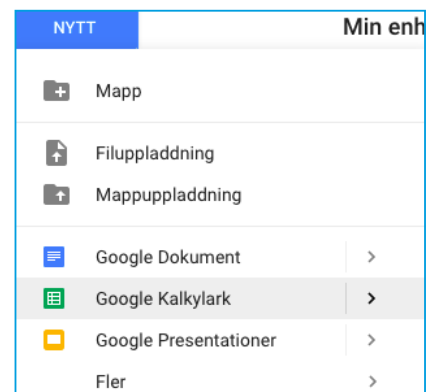 NYTT
Min enh
Mapp
Filuppladdning
Mappuppladdning
Google Dokument
Google Kalkylark
Google Presentationer
Fler